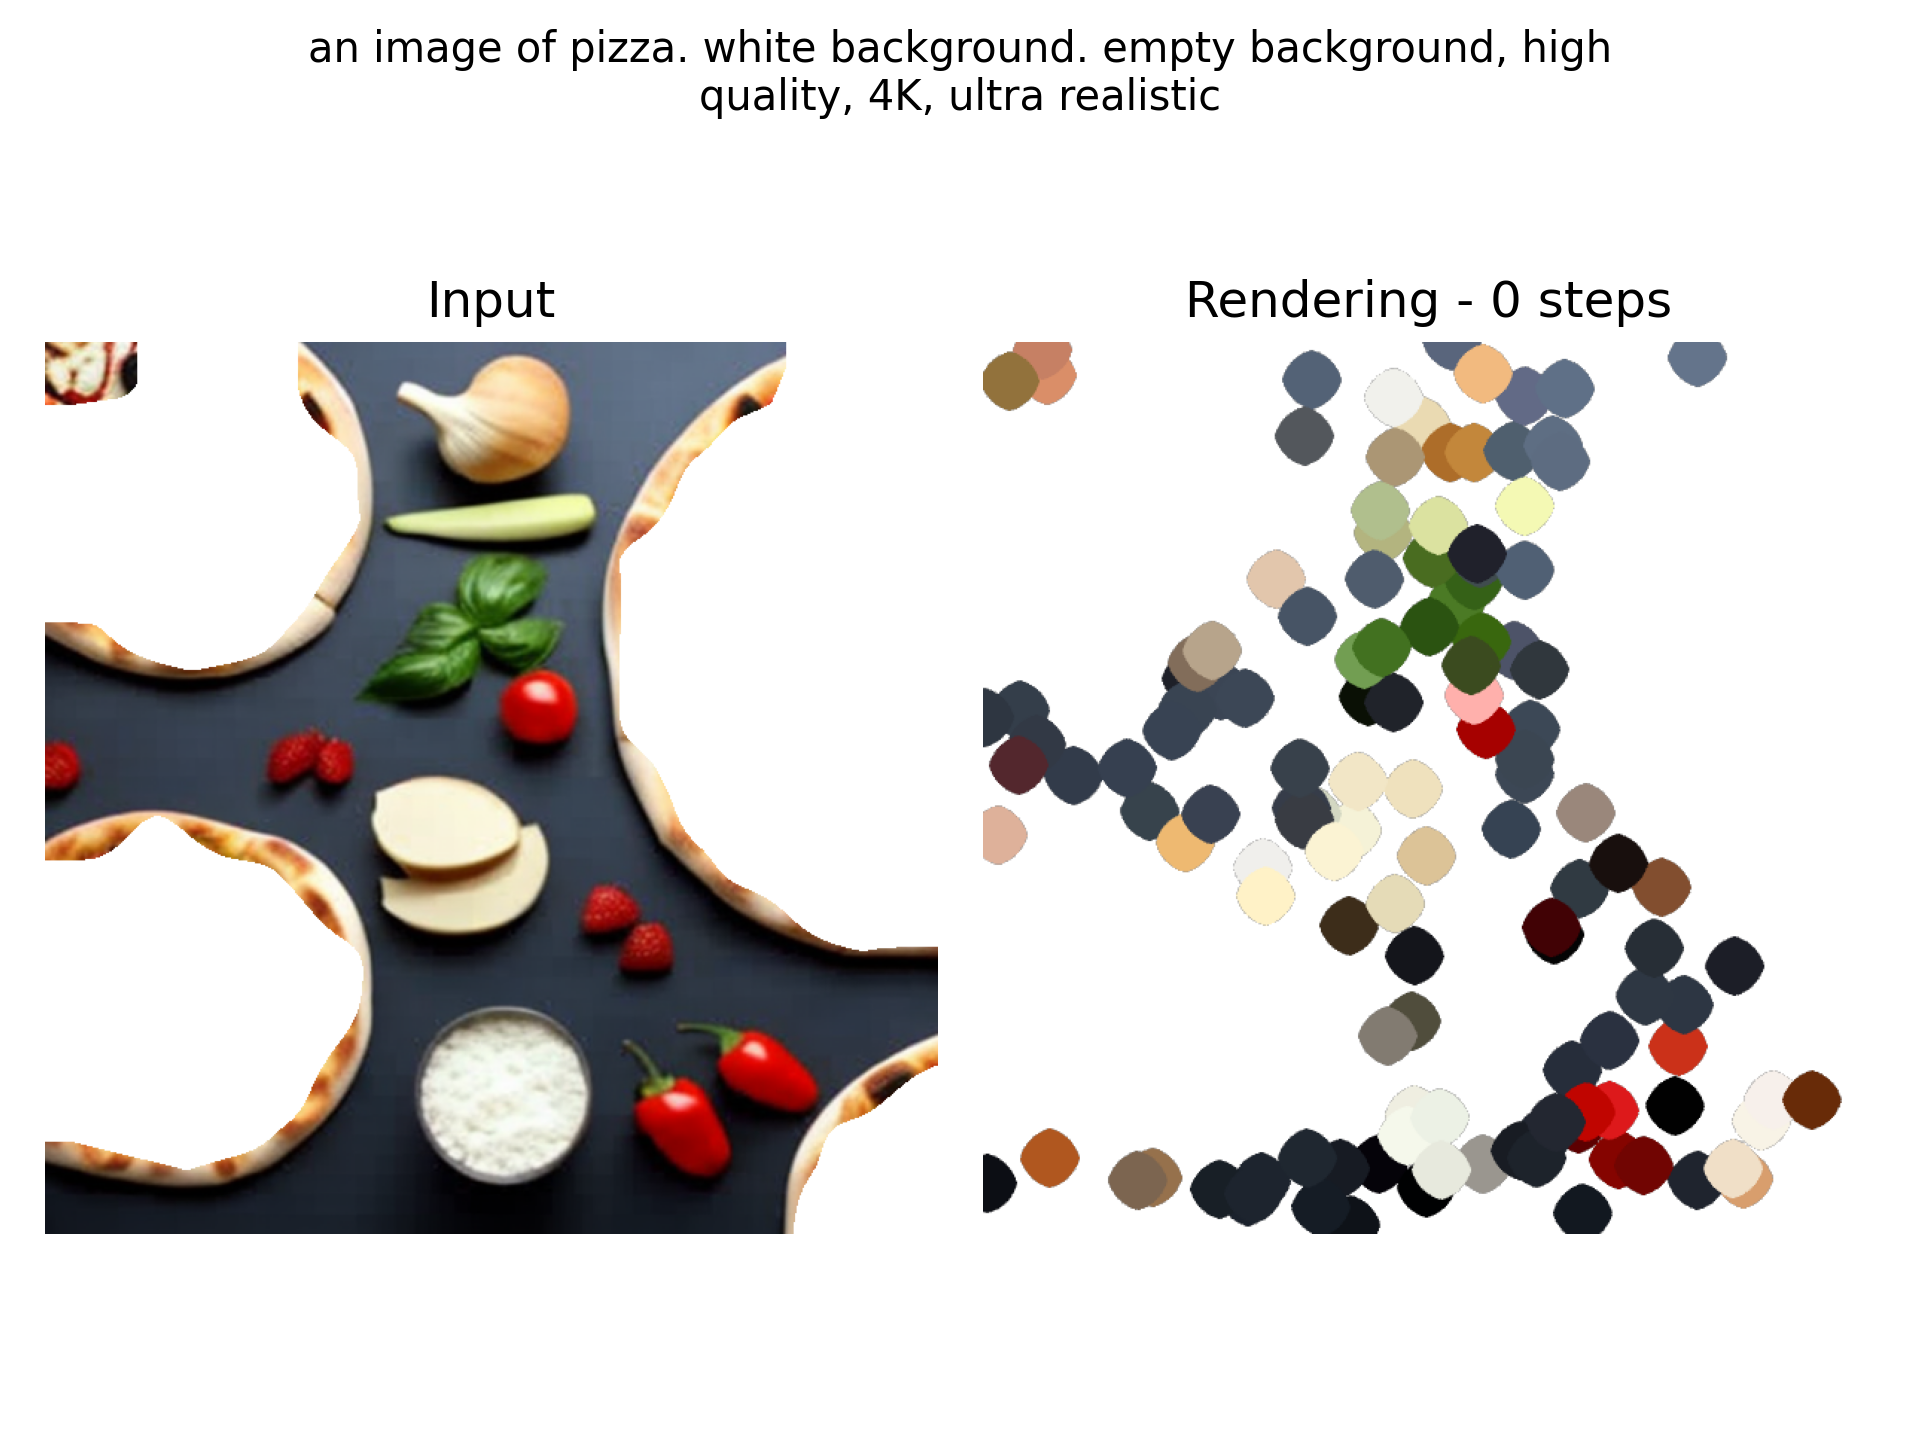 an image of pizza. white background. empty background, high
quality, 4K, ultra realistic
Input
Rendering - 0 steps